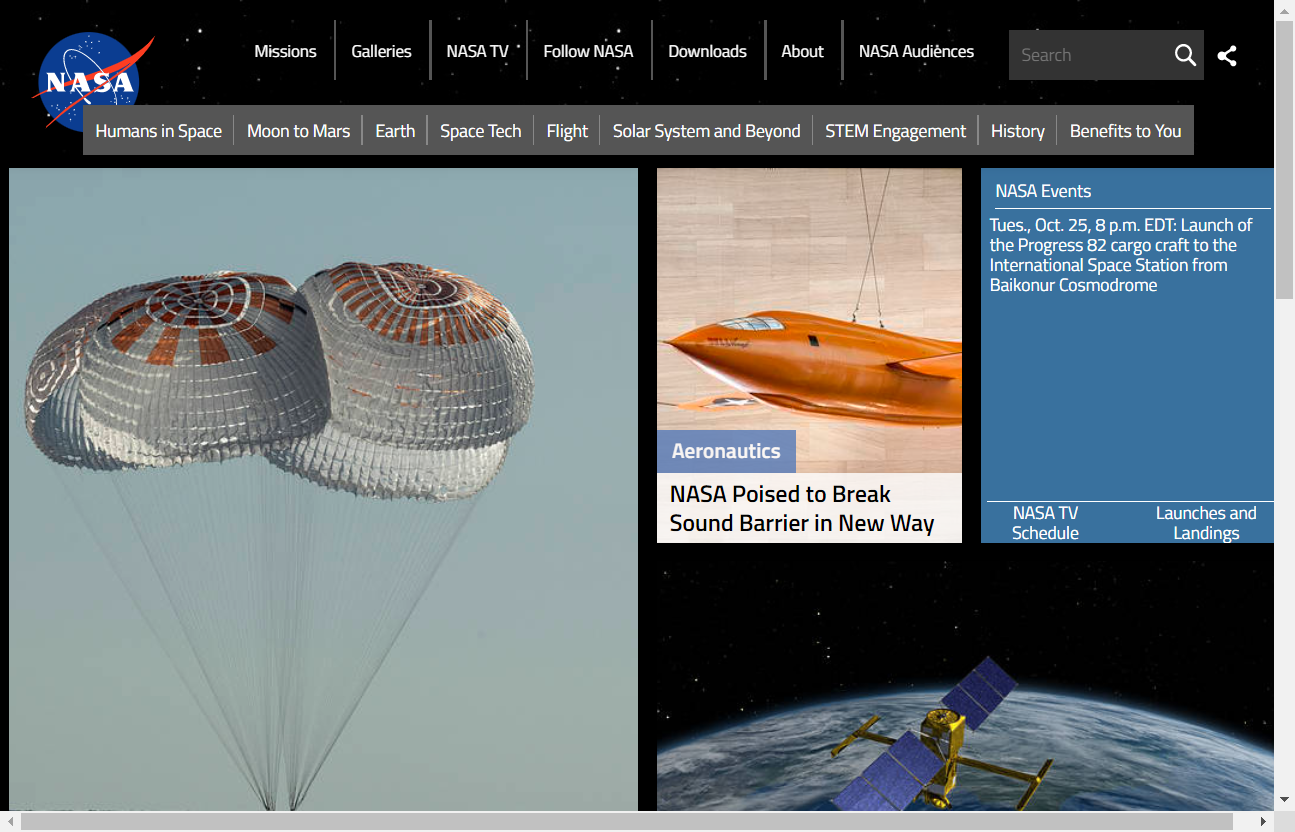 NASA
Missions
Galleries
NASA TV
Follow NASA
Downloads
About
NASA Audiences
Search
Humans in Space
Moon to Mars
Earth
Space Tech
Flight
Solar System and Beyond
STEM Engagement
History
Benefits to You
Aeronautics
NASA Poised to Break
Sound Barrier in New Way
NASA Events
Tues., Oct. 25, 8 p.m. EDT: Launch of
the Progress 82 cargo craft to the
International Space Station from
Baikonur Cosmodrome
NASA TV
Schedule
Launches and
Landings